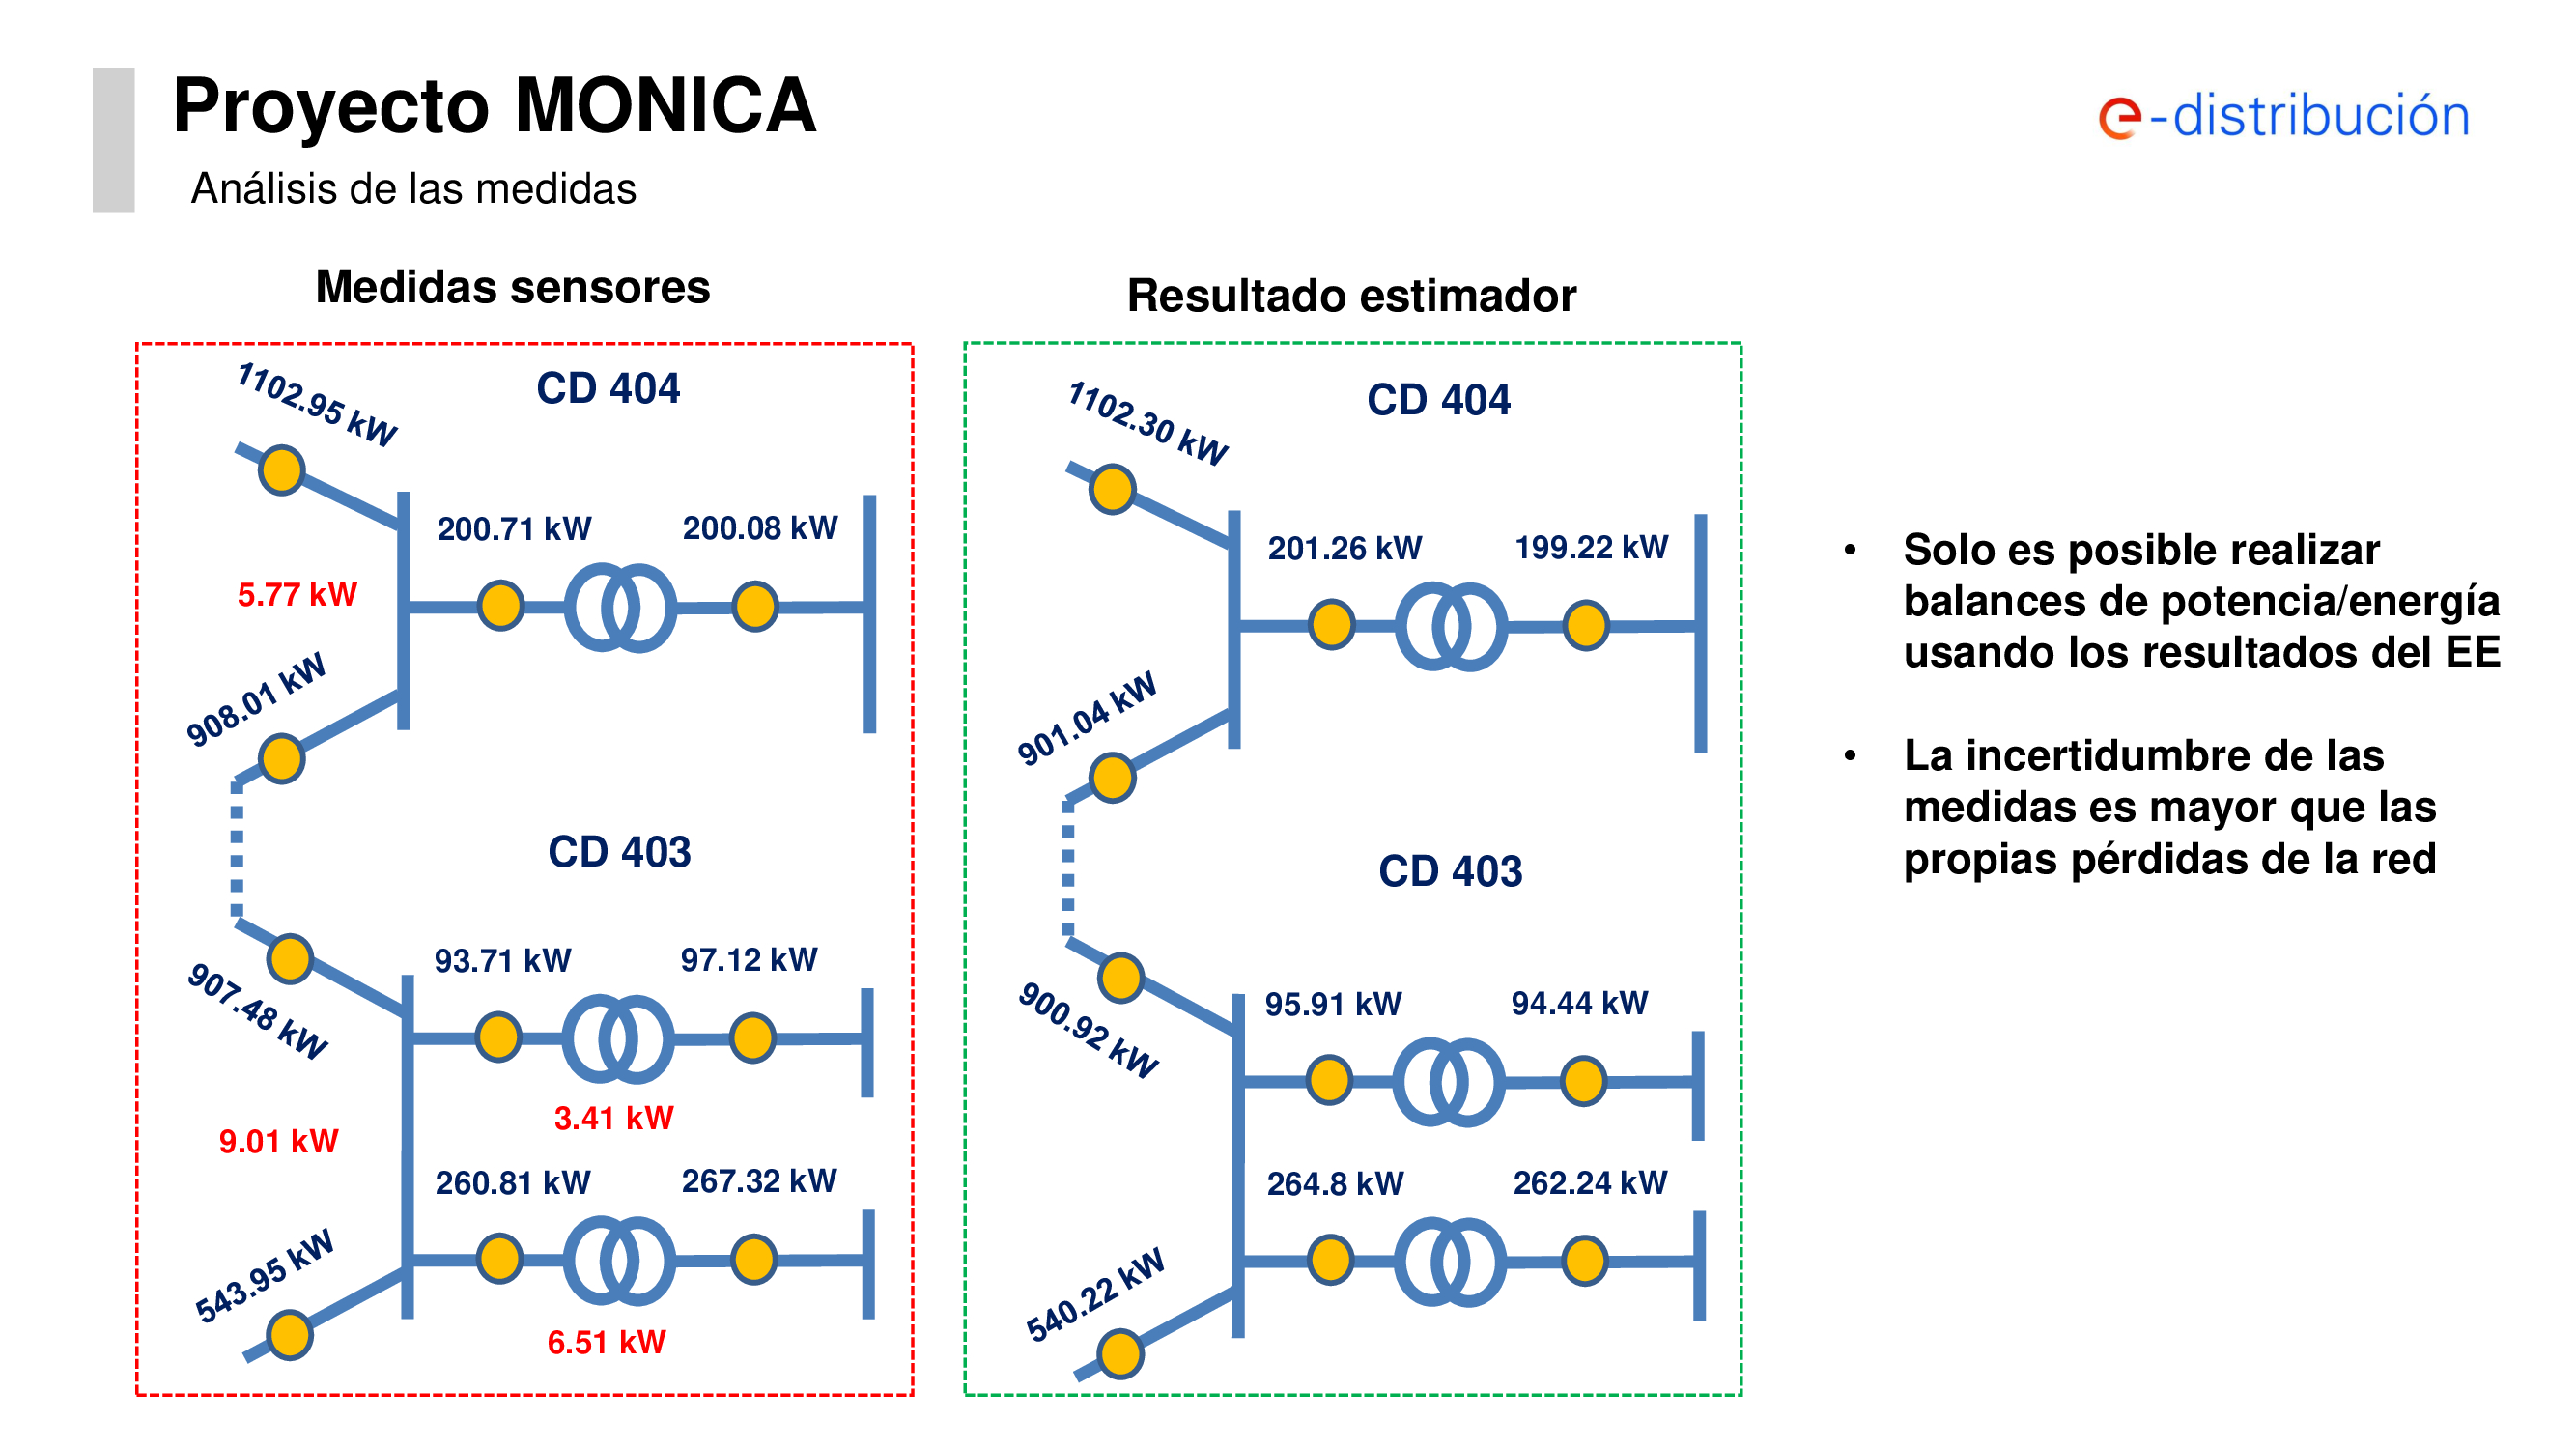 Proyecto MONICA
Análisis de las medidas
e-distribución
Medidas sensores
CD 404
1102.95 kW
200.71 kW
200.08 kW
5.77 kW
908.01 kW
CD 403
907.48 kW
93.71 kW
97.12 kW
3.41 kW
9.01 kW
260.81 kW
267.32 kW
543.95 kW
6.51 kW
Resultado estimador
CD 404
1102.30 kW
201.26 kW
199.22 kW
901.04 kW
CD 403
900.92 kW
95.91 kW
94.44 kW
264.8 kW
262.24 kW
540.22 kW
• Solo es posible realizar
balances de potencia/energía
usando los resultados del EE
• La incertidumbre de las
medidas es mayor que las
propias pérdidas de la red